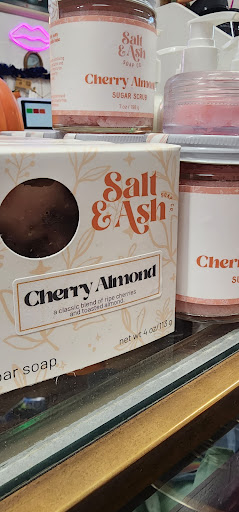 Salt
& Ash
SOAP CO.
Cherry Almond
SUGAR SCRUB
Salt
& Ash
Cherry Almond
a classic blend of ripe cherries
and toasted almond
net wt 4 oz/113 g
bar soap
Cherr
SU